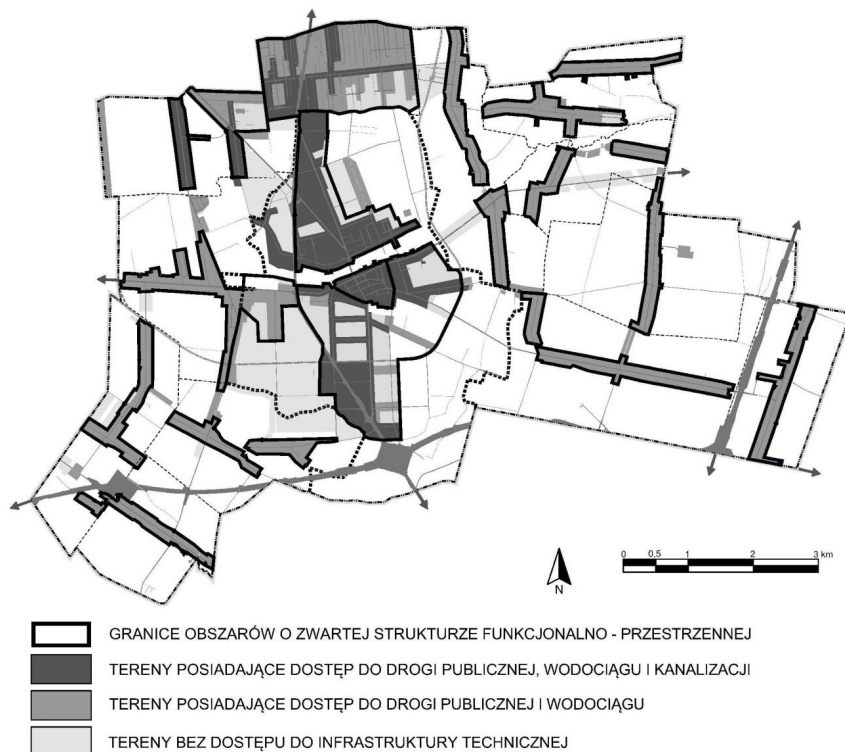 N
0 0,5 1 2 3 km
GRANICE OBSZARÓW O ZWARTEJ STRUKTURZE FUNKCJONALNO - PRZESTRZENNEJ
TERENY POSIADAJĄCE DOSTĘP DO DROGI PUBLICZNEJ, WODOCIĄGU I KANALIZACJI
TERENY POSIADAJĄCE DOSTĘP DO DROGI PUBLICZNEJ I WODOCIĄGU
TERENY BEZ DOSTĘPU DO INFRASTRUKTURY TECHNICZNEJ